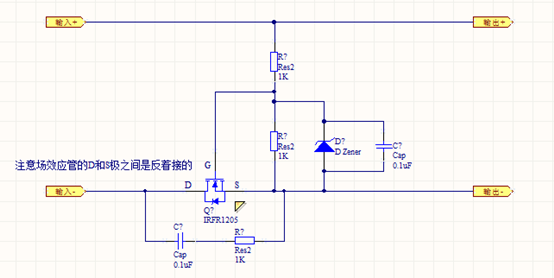 输入+
输出+
R?
Res2
1K
R?
Res2
1K
D?
D Zener
C?
Cap
0.1uF
注意场效应管的D和S极之间是反着接的
G
D
S
输入-
输出-
Q?
IRFR1205
C?
Cap
0.1uF
R?
Res2
1K